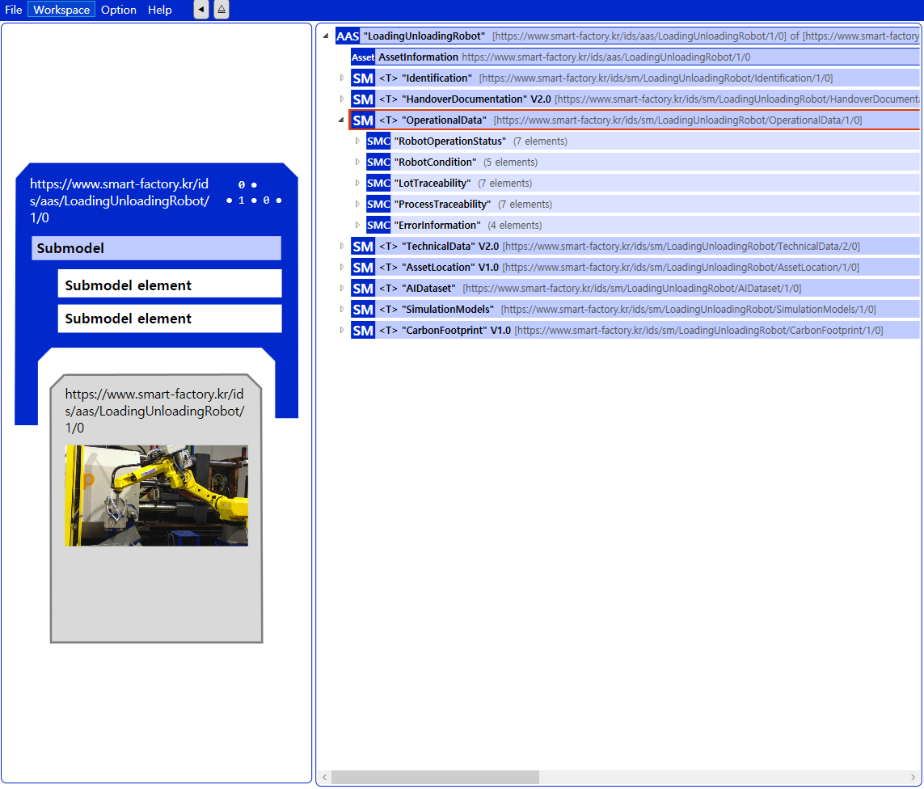 File Workspace Option Help
https://www.smart-factory.kr/id
s/aas/LoadingUnloadingRobot/
1/0
0
1 0
Submodel
Submodel element
Submodel element
https://www.smart-factory.kr/id
s/aas/LoadingUnloadingRobot/
1/0
AAS "LoadingUnloadingRobot" [https://www.smart-factory.kr/ids/aas/LoadingUnloadingRobot/1/0] of [https://www.smart-factory
Asset AssetInformation https://www.smart-factory.kr/ids/aas/LoadingUnloadingRobot/1/0
SM <T> "Identification" [https://www.smart-factory.kr/ids/sm/LoadingUnloadingRobot/Identification/1/0]
SM <T> "HandoverDocumentation" V2.0 [https://www.smart-factory.kr/ids/sm/LoadingUnloadingRobot/HandoverDocumenta
SM <T> "OperationalData" [https://www.smart-factory.kr/ids/sm/LoadingUnloadingRobot/OperationalData/1/0]
SMC "RobotOperationStatus" (7 elements)
SMC "RobotCondition" (5 elements)
SMC "LotTraceability" (7 elements)
SMC "ProcessTraceability" (7 elements)
SMC "ErrorInformation" (4 elements)
SM <T> "TechnicalData" V2.0 [https://www.smart-factory.kr/ids/sm/LoadingUnloadingRobot/TechnicalData/2/0]
SM <T> "AssetLocation" V1.0 [https://www.smart-factory.kr/ids/sm/LoadingUnloadingRobot/AssetLocation/1/0]
SM <T> "AIDataset" [https://www.smart-factory.kr/ids/sm/LoadingUnloadingRobot/AIDataset/1/0]
SM <T> "SimulationModels" [https://www.smart-factory.kr/ids/sm/LoadingUnloadingRobot/SimulationModels/1/0]
SM <T> "CarbonFootprint" V1.0 [https://www.smart-factory.kr/ids/sm/LoadingUnloadingRobot/CarbonFootprint/1/0]